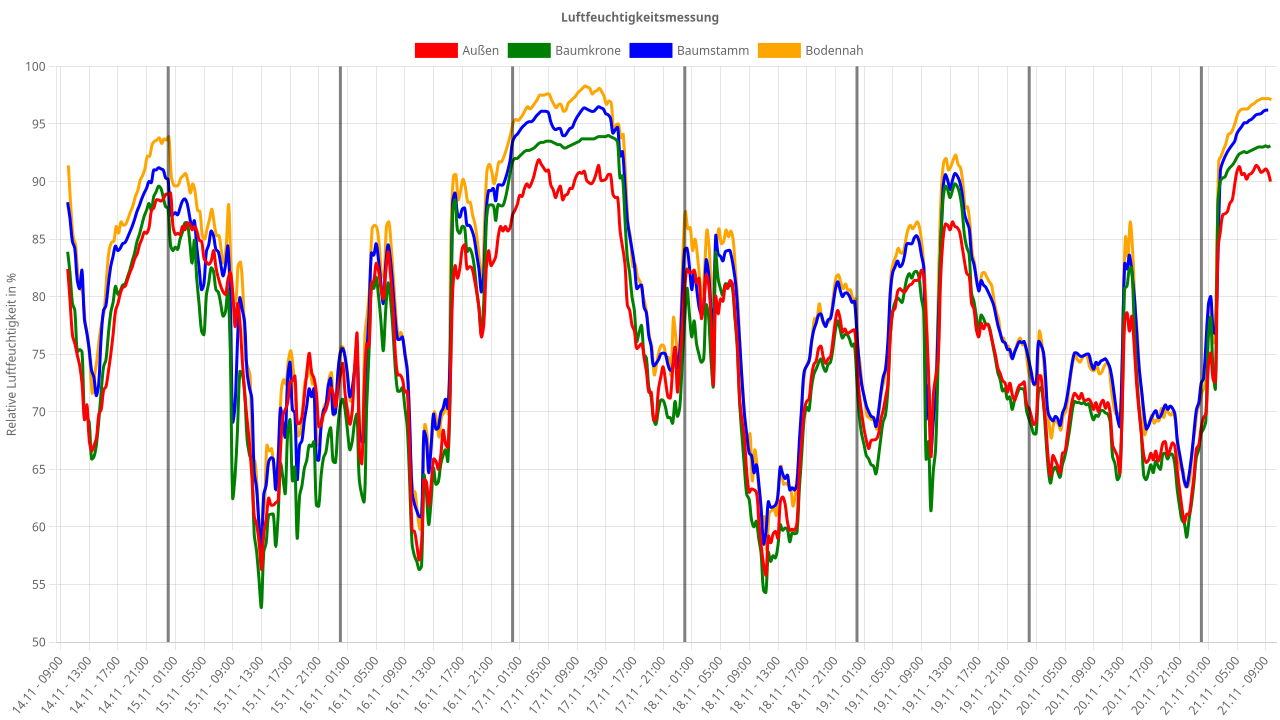 Luftfeuchtigkeitsmessung
Außen Baumkrone Baumstamm Bodennah
Relative Luftfeuchtigkeit in %
100
95
90
85
80
75
70
65
60
55
50
14.11 - 09:00
14.11 - 13:00
14.11 - 17:00
14.11 - 21:00
15.11 - 01:00
15.11 - 05:00
15.11 - 09:00
15.11 - 13:00
15.11 - 17:00
15.11 - 21:00
16.11 - 01:00
16.11 - 05:00
16.11 - 09:00
16.11 - 13:00
16.11 - 17:00
16.11 - 21:00
17.11 - 01:00
17.11 - 05:00
17.11 - 09:00
17.11 - 13:00
17.11 - 17:00
17.11 - 21:00
18.11 - 01:00
18.11 - 05:00
18.11 - 09:00
18.11 - 13:00
18.11 - 17:00
18.11 - 21:00
19.11 - 01:00
19.11 - 05:00
19.11 - 09:00
19.11 - 13:00
19.11 - 17:00
19.11 - 21:00
20.11 - 01:00
20.11 - 05:00
20.11 - 09:00
20.11 - 13:00
20.11 - 17:00
20.11 - 21:00
21.11 - 01:00
21.11 - 05:00
21.11 - 09:00